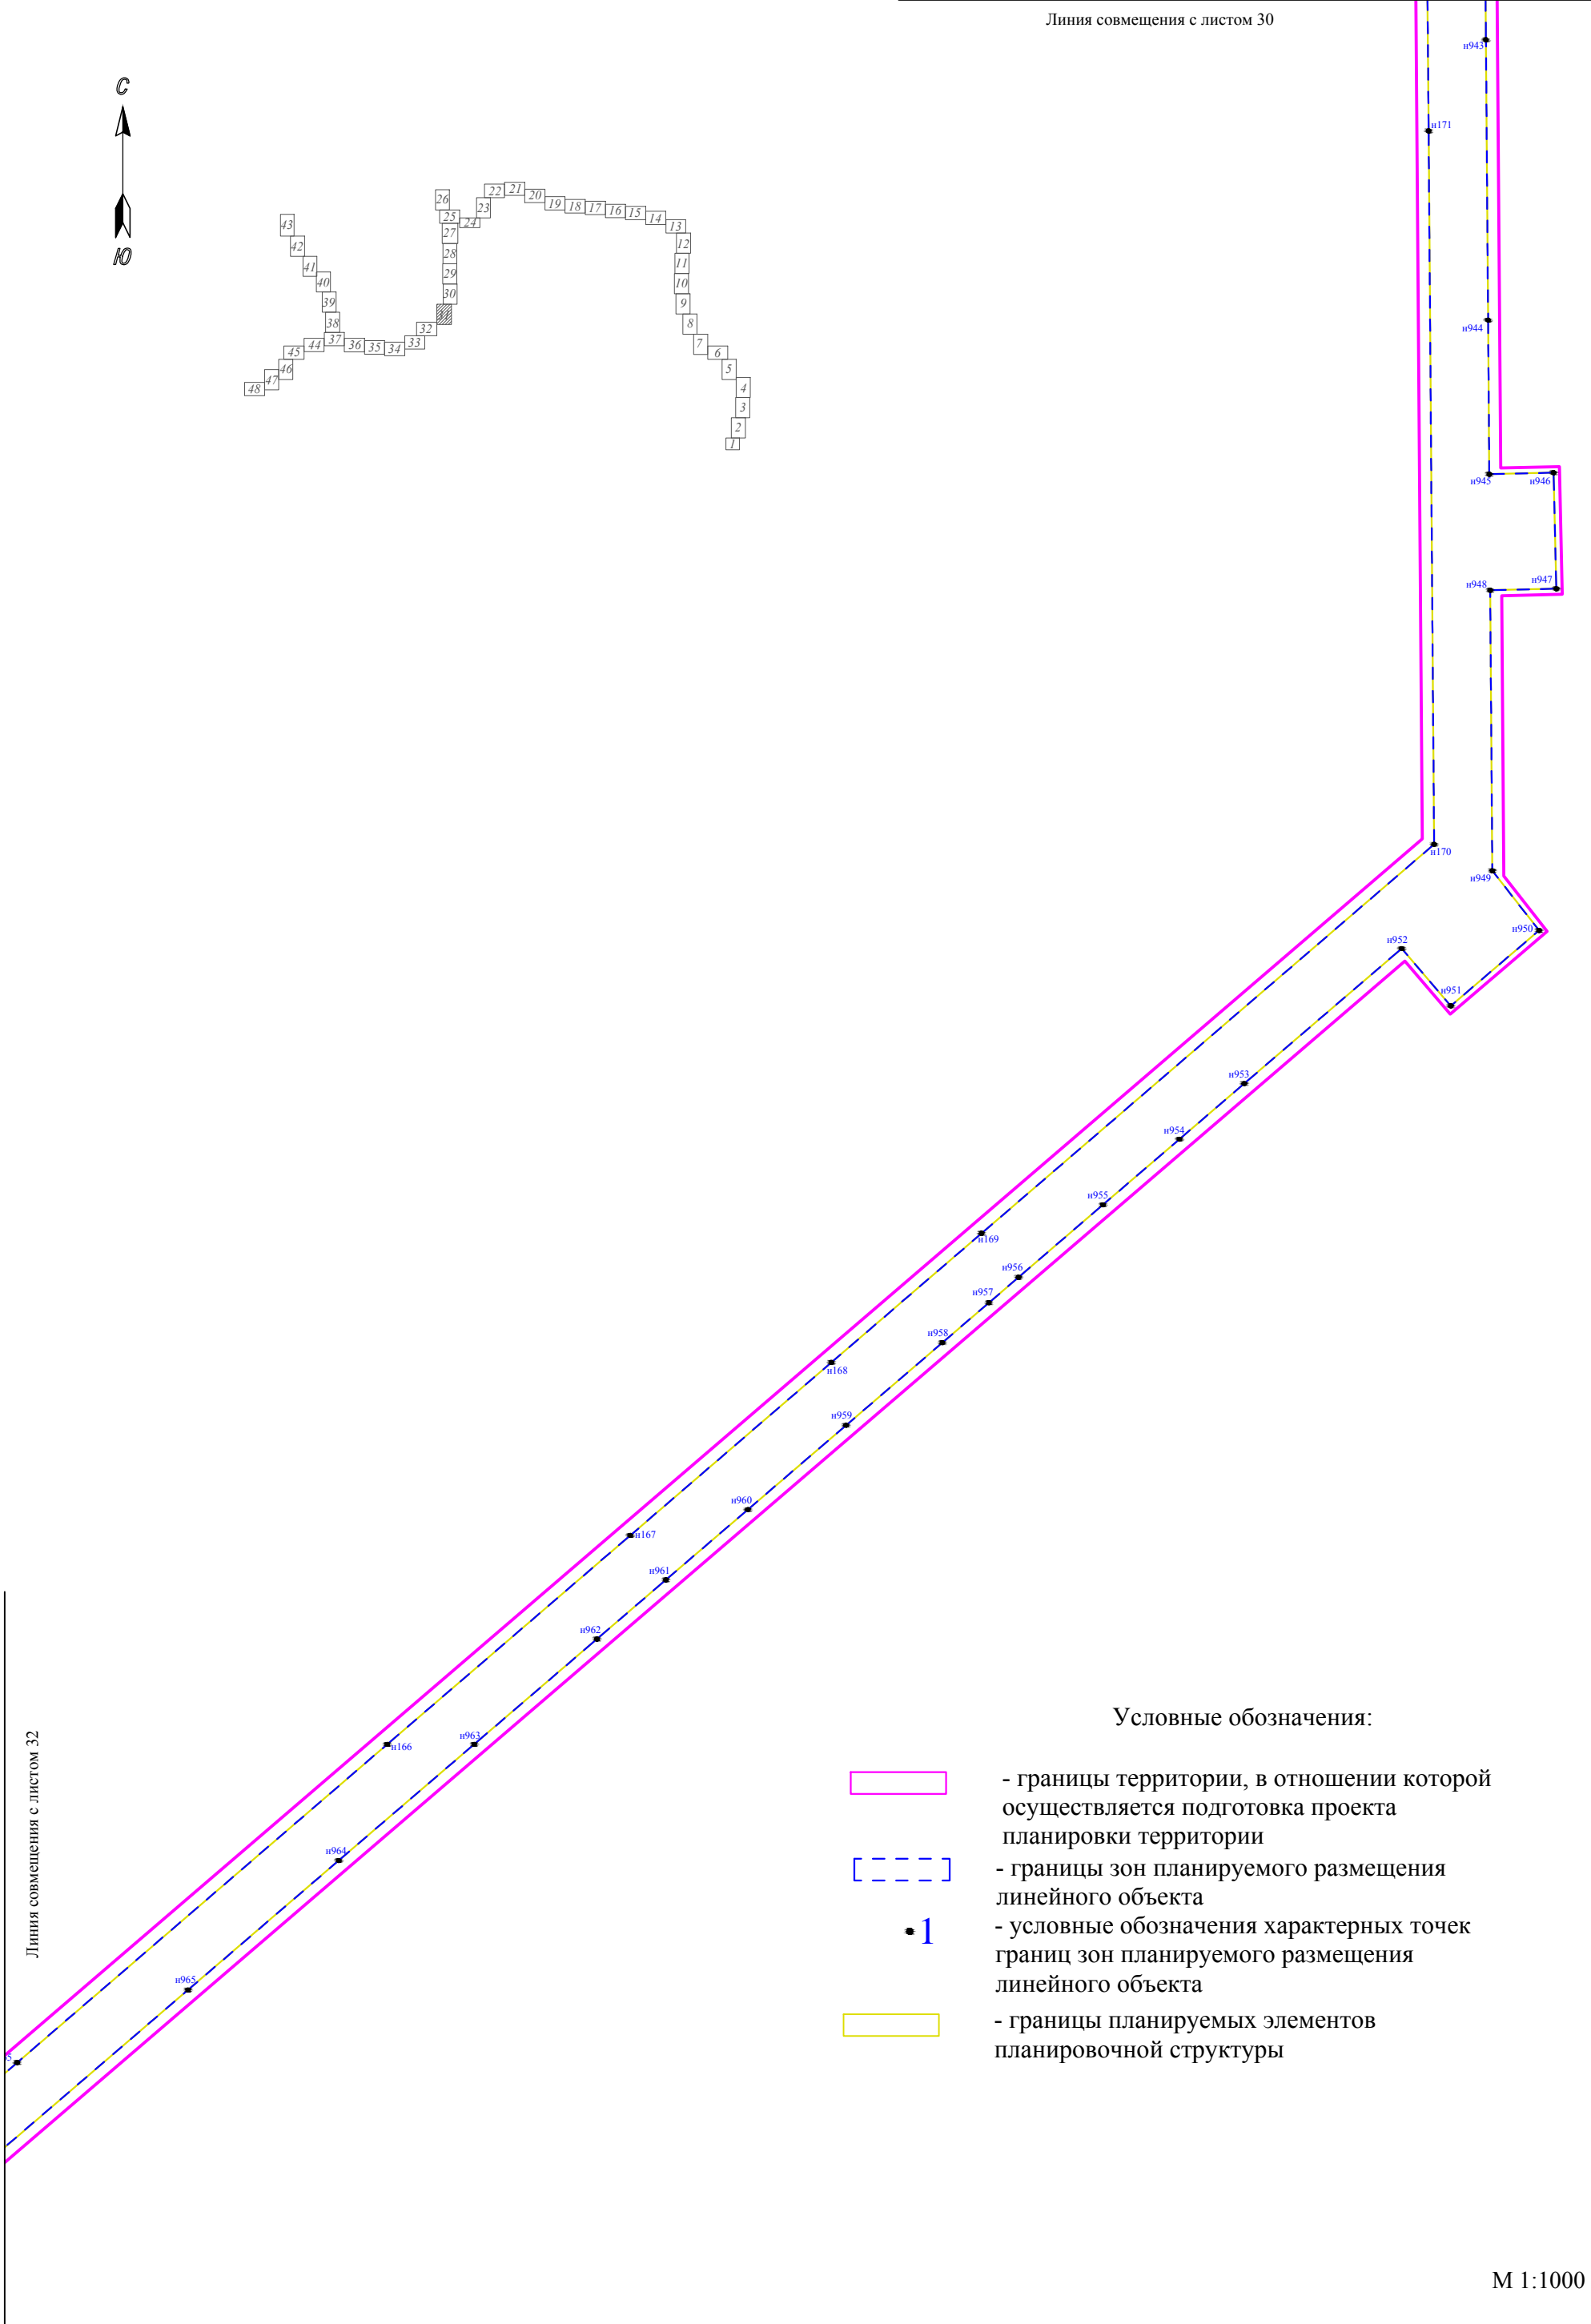 Линия совмещения с листом 30
н943
С
н171
Ю
26
22
21
20
19
18
17
16
15
14
13
25
24
23
43
27
12
42
28
11
41
29
10
40
30
9
39
31
8
38
32
7
37
36
35
34
33
6
45
44
5
46
47
48
4
3
2
1
н944
н945
н946
н948
н947
н170
н949
н950
н952
н951
н953
н954
н955
н169
н956
н957
н958
н168
н959
н960
н167
н961
н962
н963
н166
н964
н965
5
Линия совмещения с листом 32
Условные обозначения:
- границы территории, в отношении которой
осуществляется подготовка проекта
планировки территории
- границы зон планируемого размещения
линейного объекта
1
- условные обозначения характерных точек
границ зон планируемого размещения
линейного объекта
- границы планируемых элементов
планировочной структуры
М 1:1000